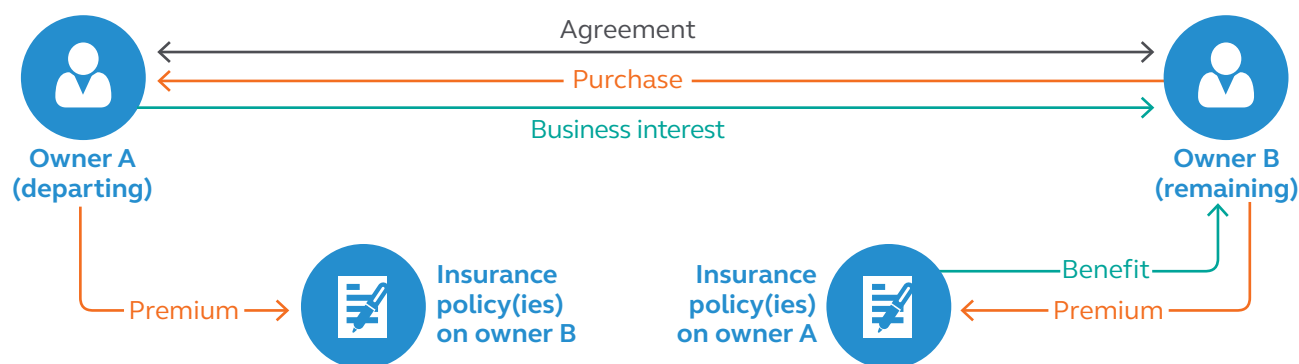 Agreement
Purchase
Business interest
Owner A
(departing)
Owner B
(remaining)
Premium
Insurance
policy(ies)
on owner B
Insurance
policy(ies)
on owner A
Benefit
Premium